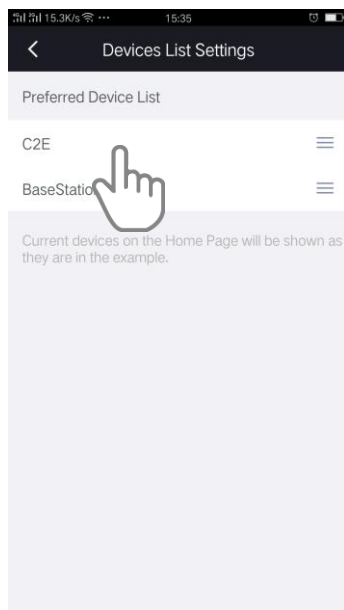 15.3K/s ... 15:35
Devices List Settings
Preferred Device List
C2E
BaseStation
Current devices on the Home Page will be shown as
they are in the example.